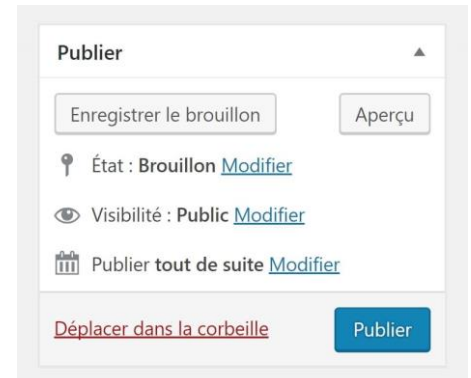 Publier
Enregistrer le brouillon Aperçu
État : Brouillon Modifier
Visibilité : Public Modifier
Publier tout de suite Modifier
Déplacer dans la corbeille Publier